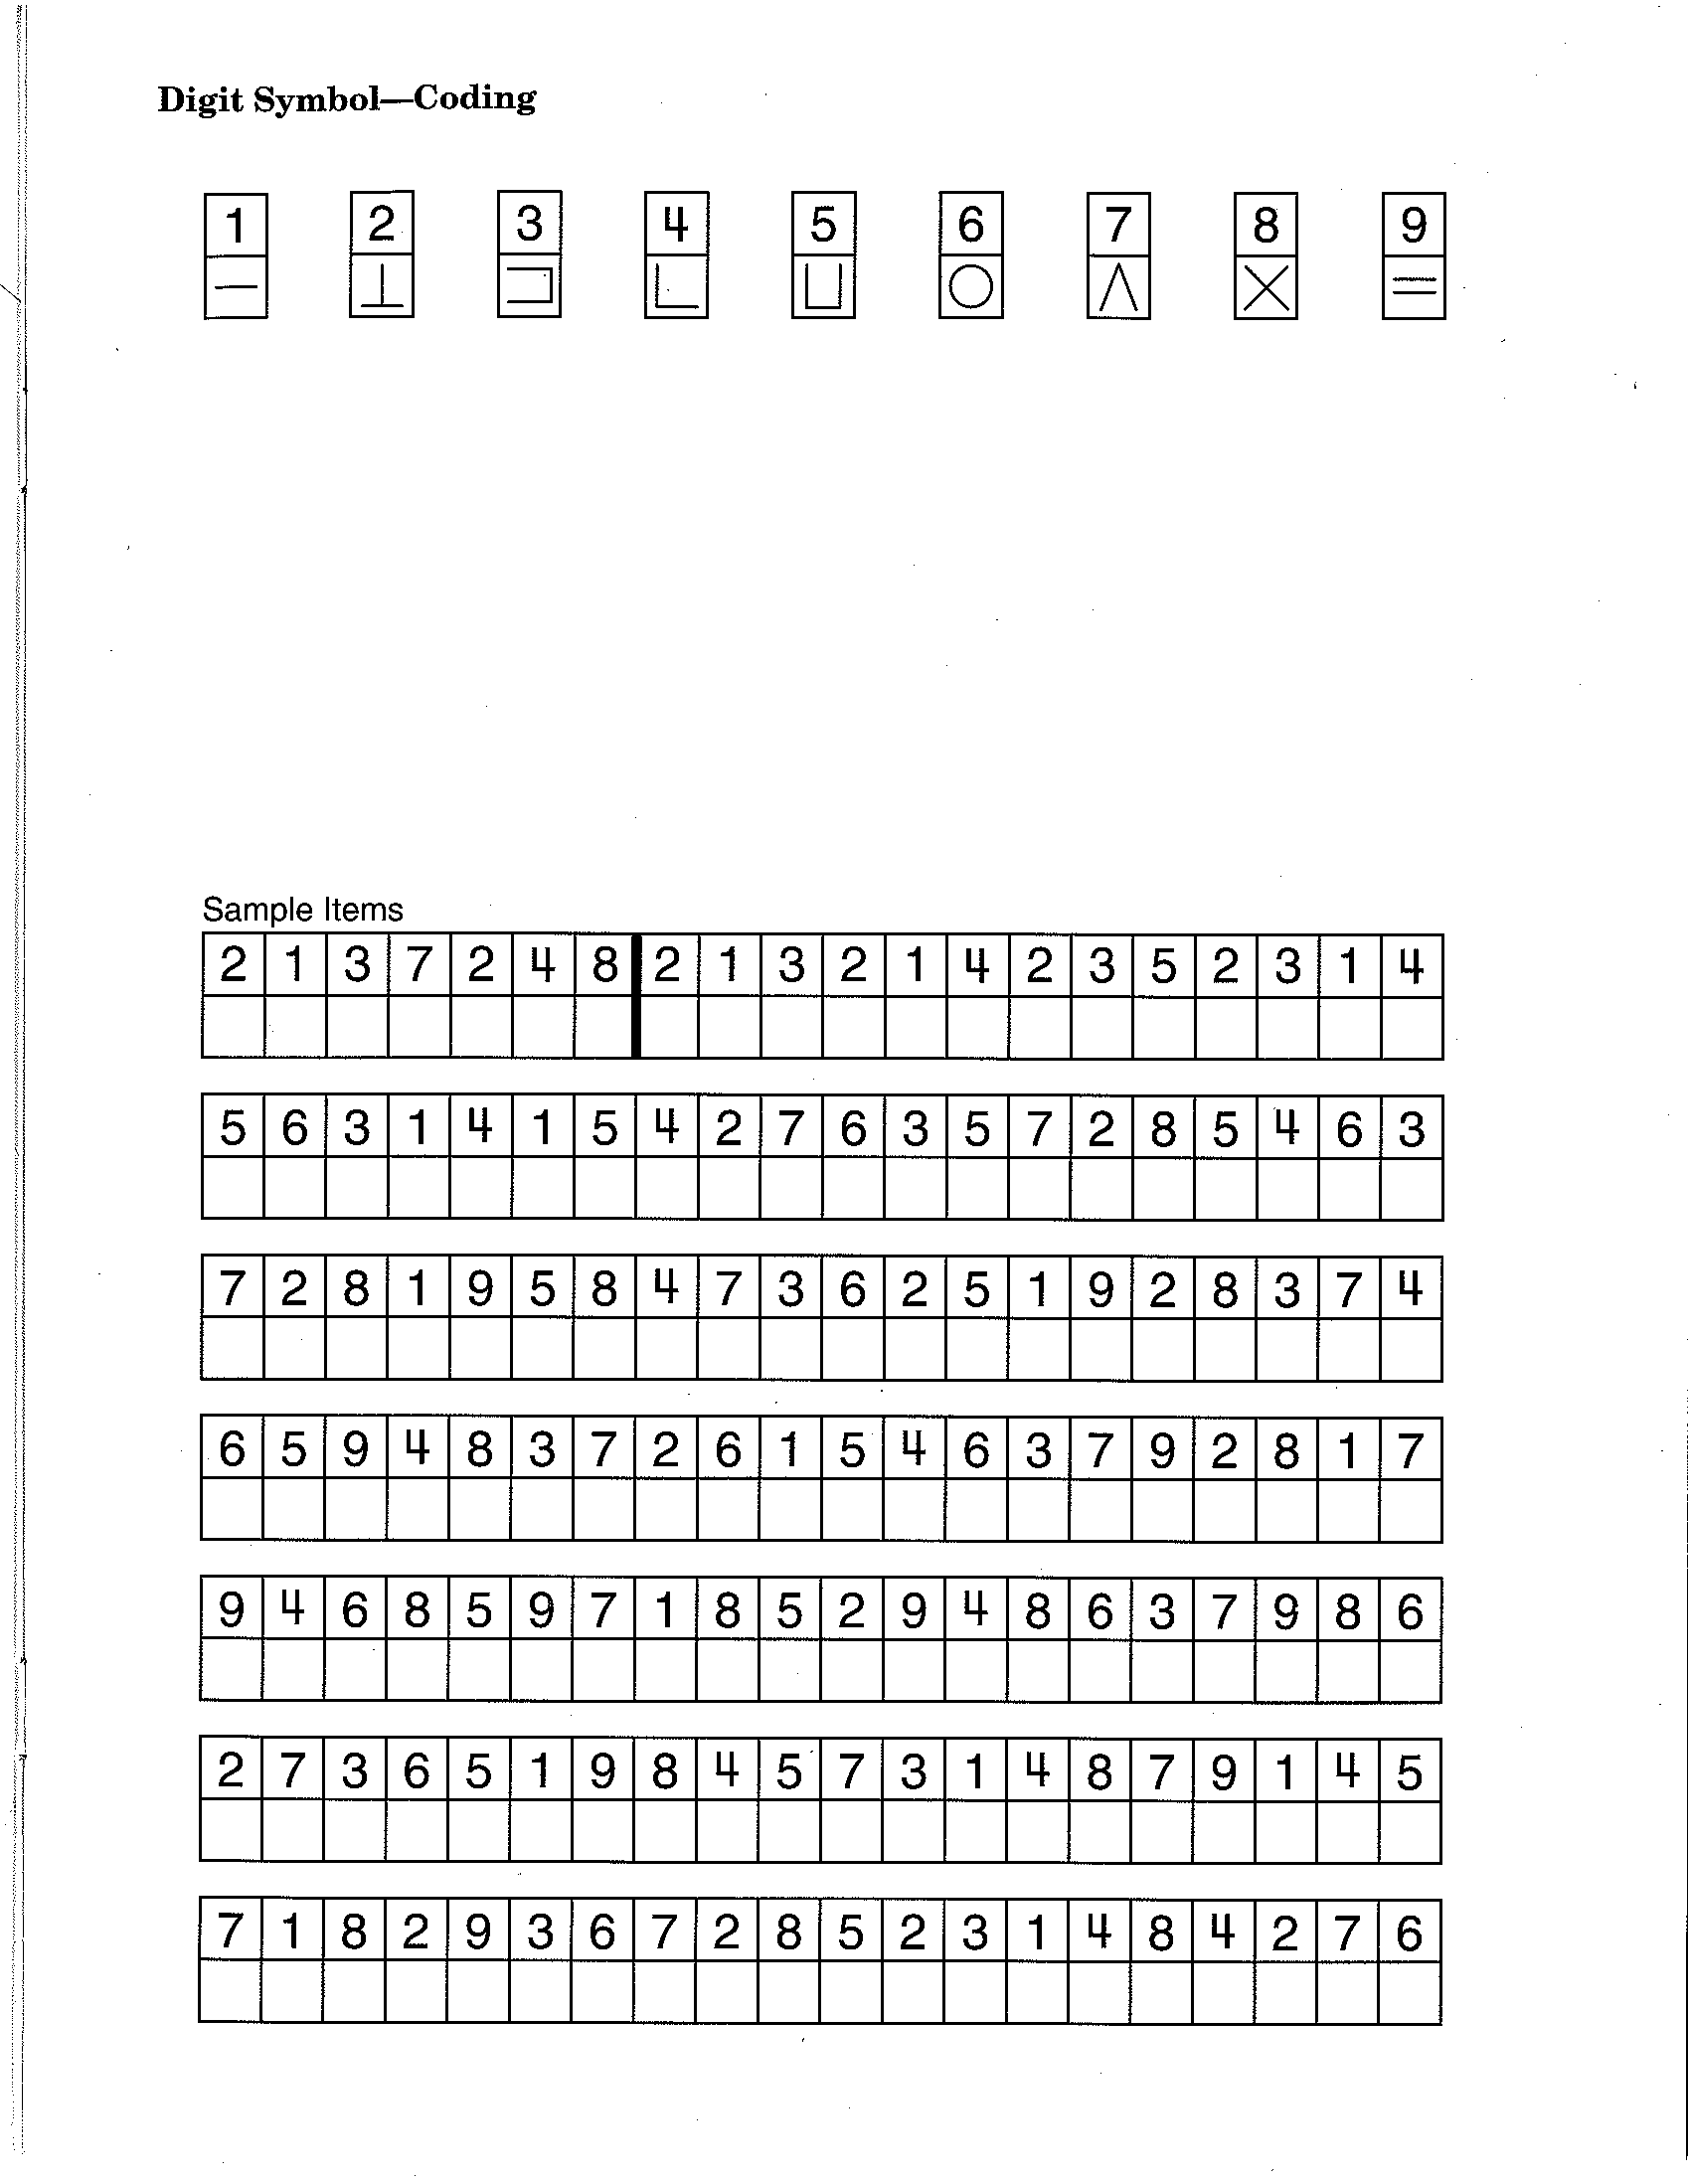 Digit Symbol—Coding
1 2 3 4 5 6 7 8 9
Sample Items
2 1 3 7 2 4 8 2 1 3 2 1 4 2 3 5 2 3 1 4
5 6 3 1 4 1 5 4 2 7 6 3 5 7 2 8 5 4 6 3
7 2 8 1 9 5 8 4 7 3 6 2 5 1 9 2 8 3 7 4
6 5 9 4 8 3 7 2 6 1 5 4 6 3 7 9 2 8 1 7
9 4 6 8 5 9 7 1 8 5 2 9 4 8 6 3 7 9 8 6
2 7 3 6 5 1 9 8 4 5 7 3 1 4 8 7 9 1 4 5
7 1 8 2 9 3 6 7 2 8 5 2 3 1 4 8 4 2 7 6